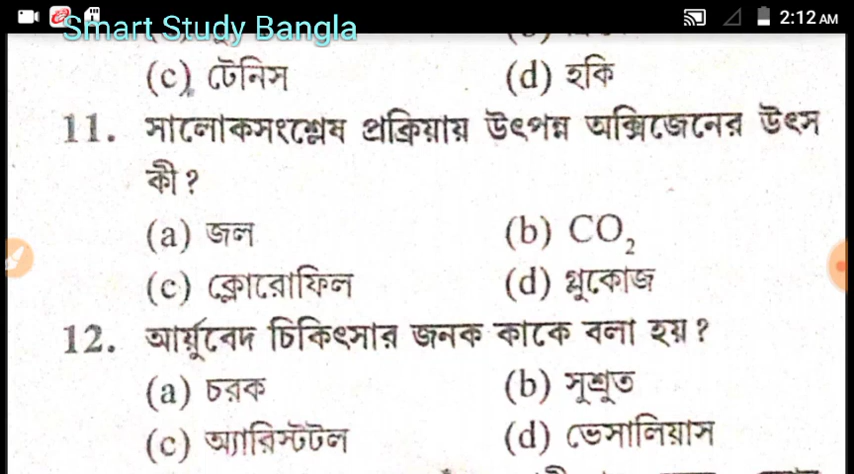 2:12 AM
Smart Study Bangla
(c) টেনিস (d) হকি
11. সালোকসংশ্লেষ প্রক্রিয়ায় উৎপন্ন অক্সিজেনের উৎস
কী?
(a) জল (b) CO₂
(c) ক্লোরোফিল (d) গ্লুকোজ
12. আর্য়ুবেদ চিকিৎসার জনক কাকে বলা হয়?
(a) চরক (b) সুশ্রুত
(c) অ্যারিস্টটল (d) ভেসালিয়াস